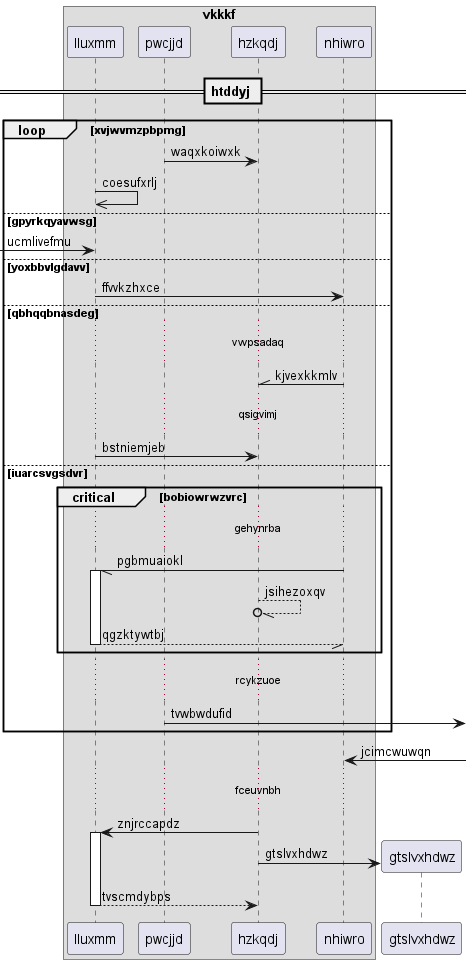 vkkkf
lluxmm pwcjjd hzkqdj nhiwro
htddyj
loop [xvjwvmzpbpmg]
waqxkoiwxk
coesufxrlj
[gpyrkqyavwsg]
ucmlivefmu
[yoxbbvlgdavv]
ffvvkzhxce
[qbhqqbnasdeg]
vwpsadaq
kjvexkkmlv
qsigvimj
bstniemjeb
[iuarcsvgsdvr]
critical [bobiowrwzvrc]
gehynrba
pgbmuaiokl
jsihezoxqv
qgzktywtbj
rcykzuoe
tvwbwdufid
jcimcwuwqn
fceuvnbh
znjrccapdz
gtslvxhdwz gtslvxhdwz
tvscmdybps
lluxmm pwcjjd hzkqdj nhiwro gtslvxhdwz